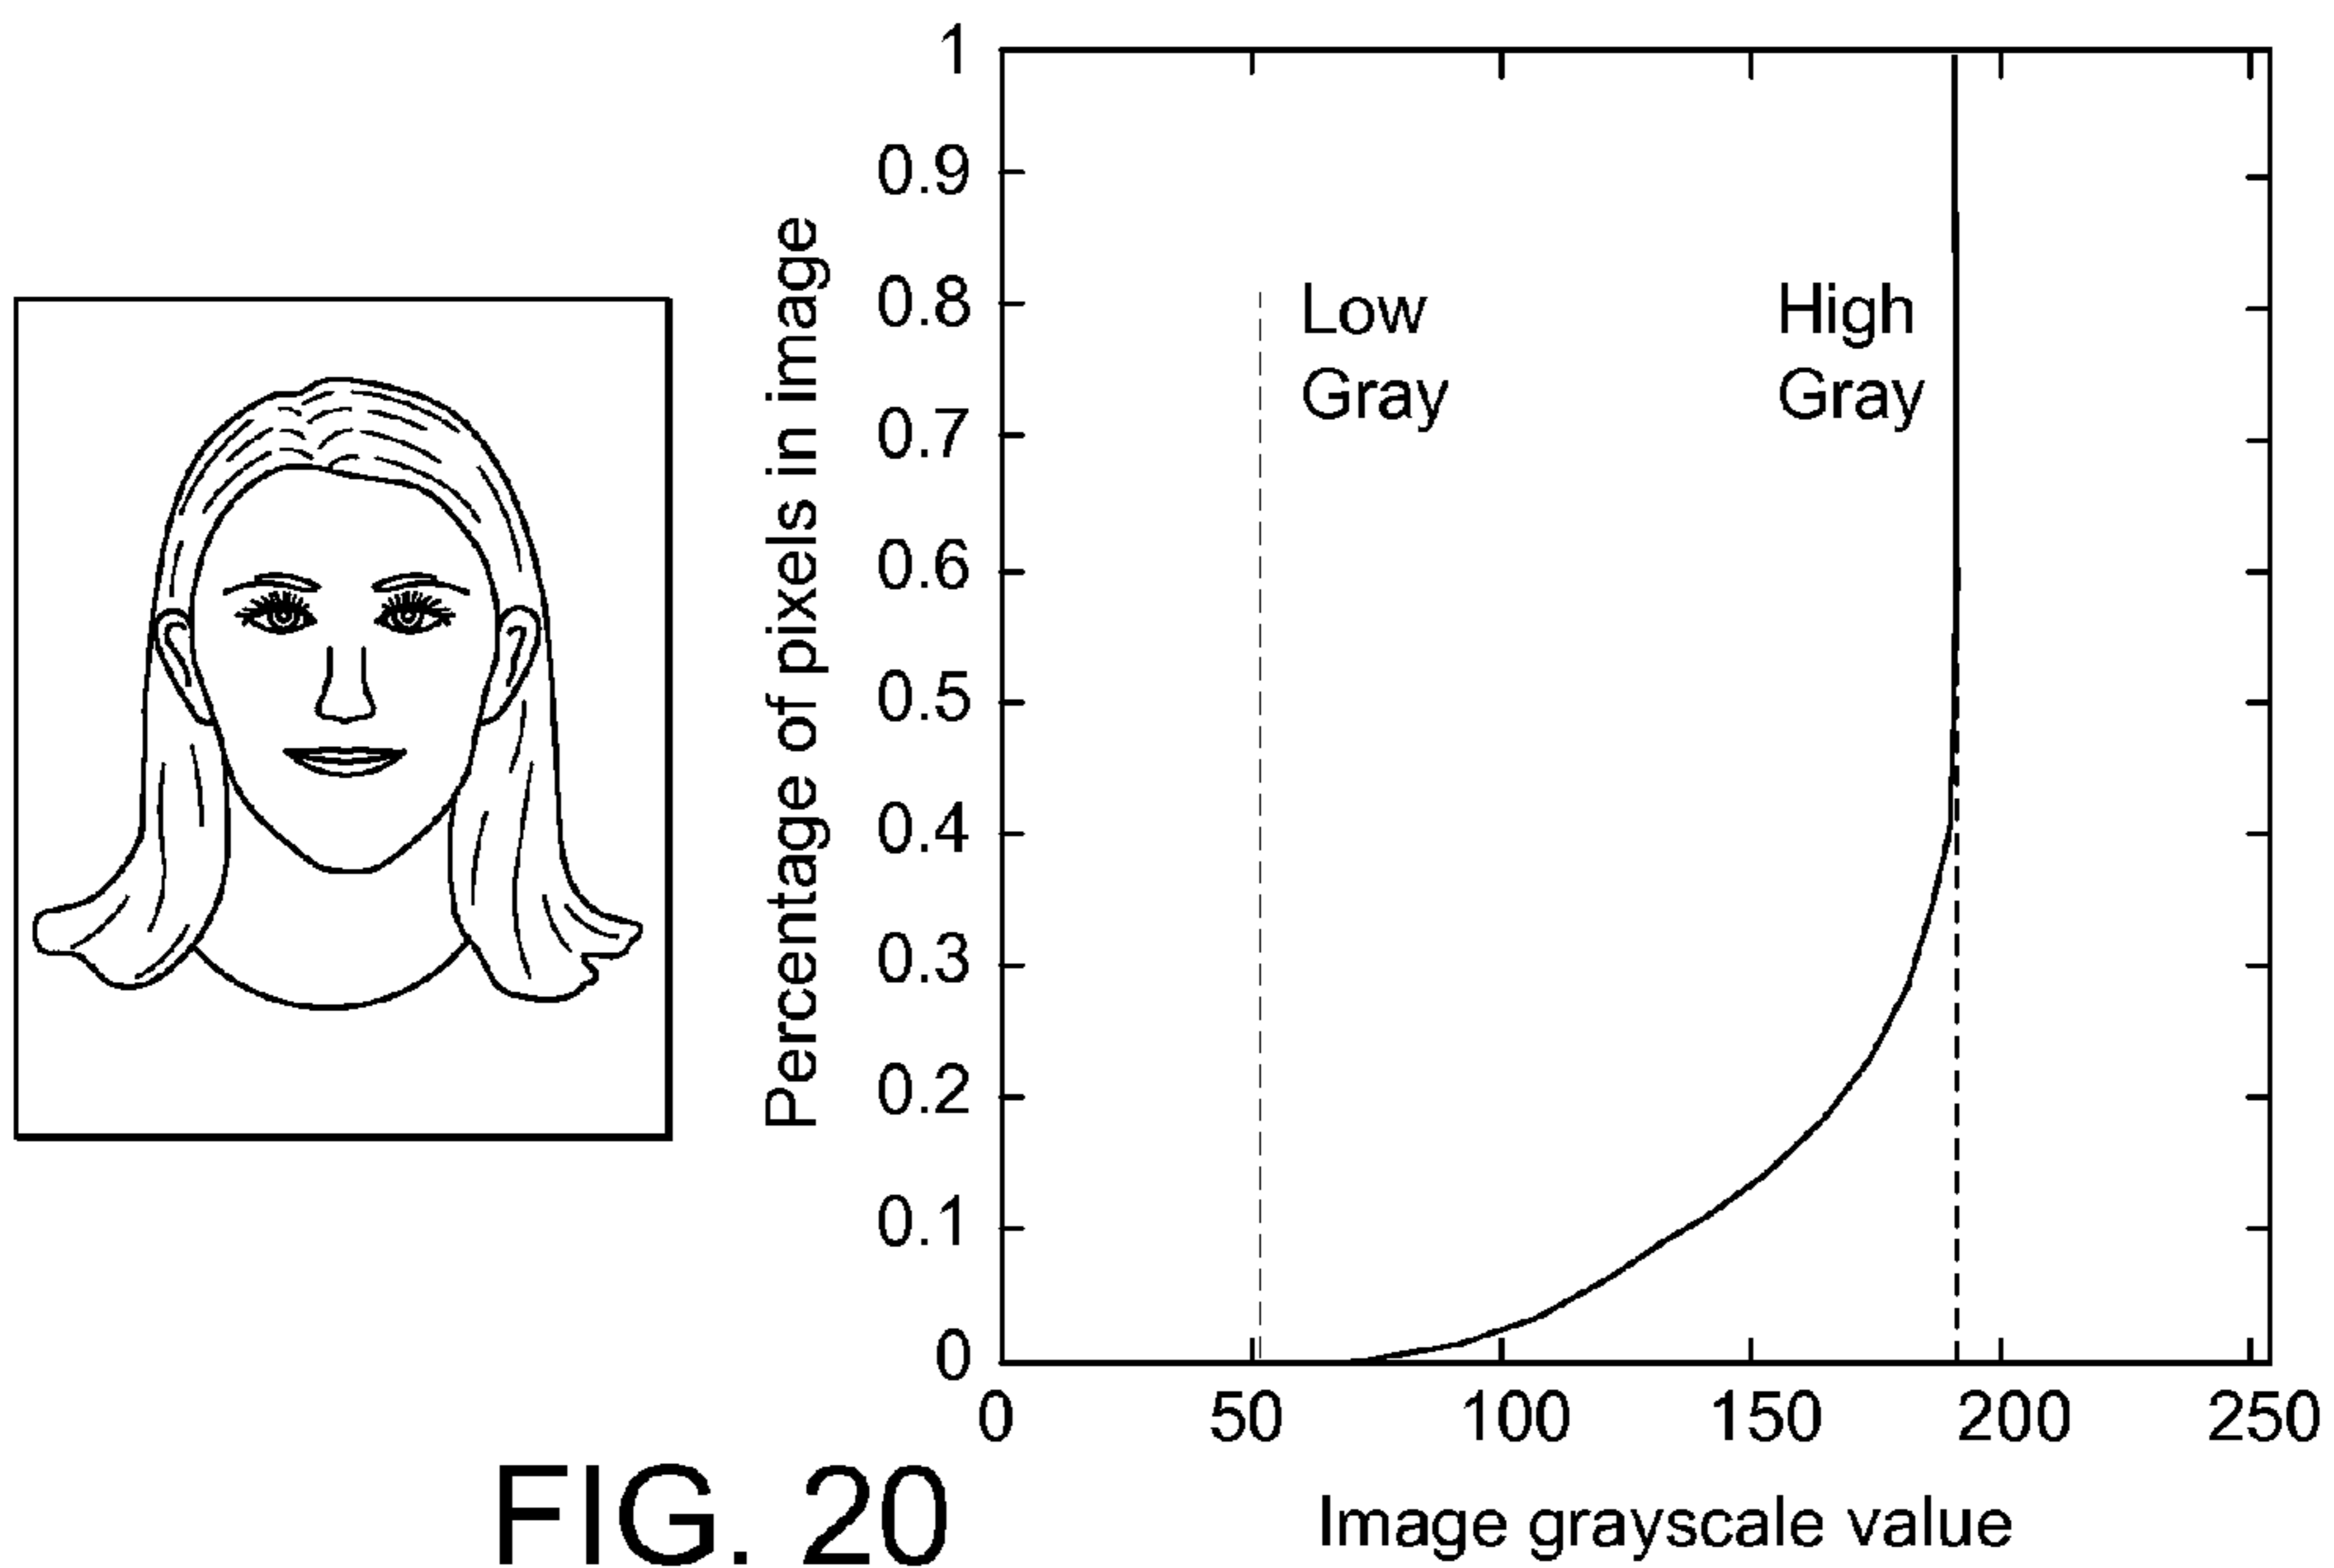 Percentage of pixels in image
1
0.9
0.8
0.7
0.6
0.5
0.4
0.3
0.2
0.1
0
Low
Gray
High
Gray
0 50 100 150 200 250
Image grayscale value
FIG. 20